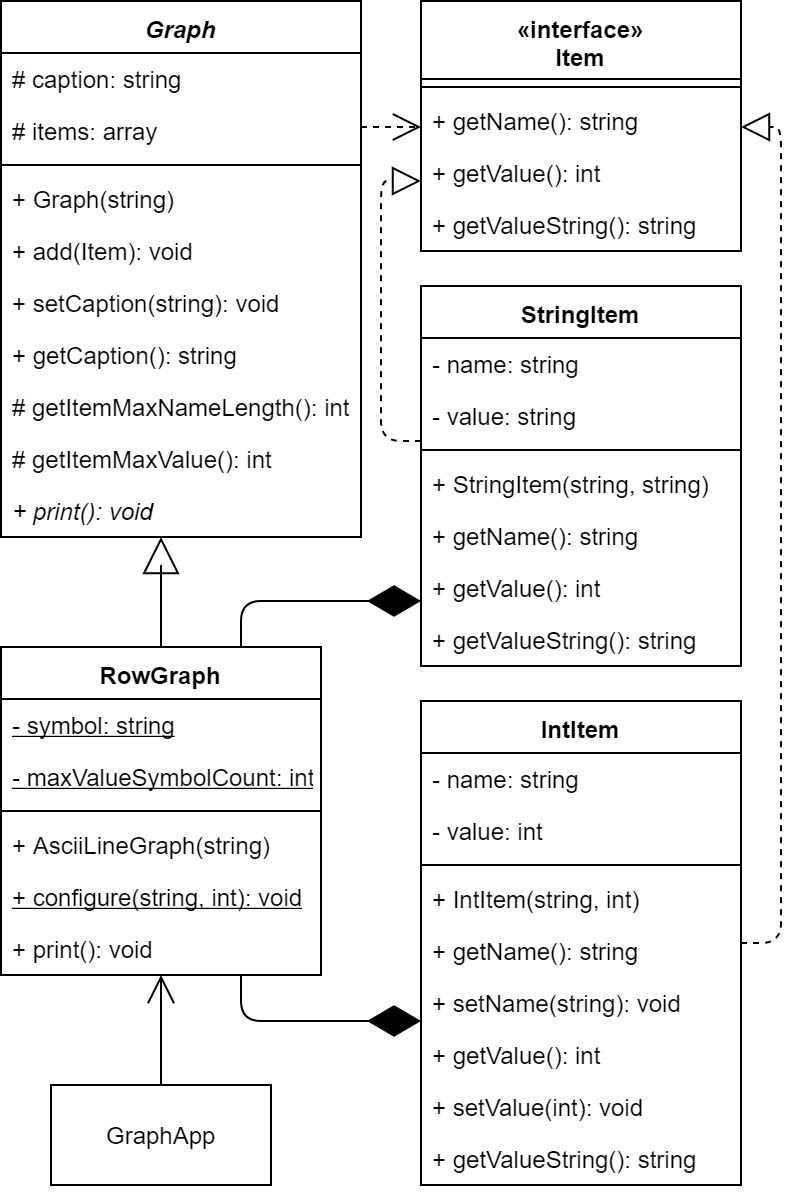 Graph
# caption: string
# items: array
+ Graph(string)
+ add(Item): void
+ setCaption(string): void
+ getCaption(): string
# getItemMaxNameLength(): int
# getItemMaxValue(): int
+ print(): void
«interface»
Item
+ getName(): string
+ getValue(): int
+ getValueString(): string
StringItem
- name: string
- value: string
+ StringItem(string, string)
+ getName(): string
+ getValue(): int
+ getValueString(): string
RowGraph
- symbol: string
- maxValueSymbolCount: int
+ AsciiLineGraph(string)
+ configure(string, int): void
+ print(): void
IntItem
- name: string
- value: int
+ IntItem(string, int)
+ getName(): string
+ setName(string): void
+ getValue(): int
+ setValue(int): void
+ getValueString(): string
GraphApp